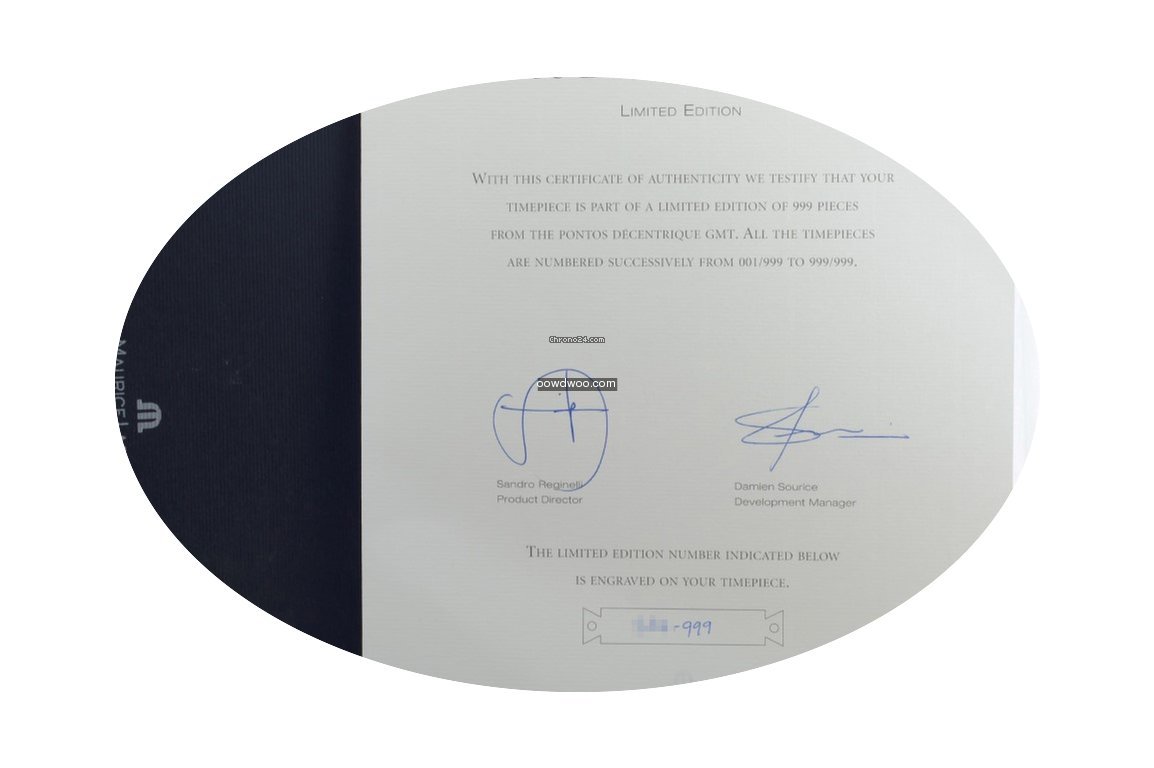 LIMITED EDITION
WITH THIS CERTIFICATE OF AUTHENTICITY WE TESTIFY THAT YOUR
TIMEPIECE IS PART OF A LIMITED EDITION OF 999 PIECES
FROM THE PONTOS DÉCENTRIQUE GMT. ALL THE TIMEPIECES
ARE NUMBERED SUCCESSIVELY FROM 001/999 TO 999/999.
Chrono24.com
oowdwoo.com
MAURICE
Sandro Reginelli
Product Director
Damien Sourice
Development Manager
THE LIMITED EDITION NUMBER INDICATED BELOW
IS ENGRAVED ON YOUR TIMEPIECE.
-999